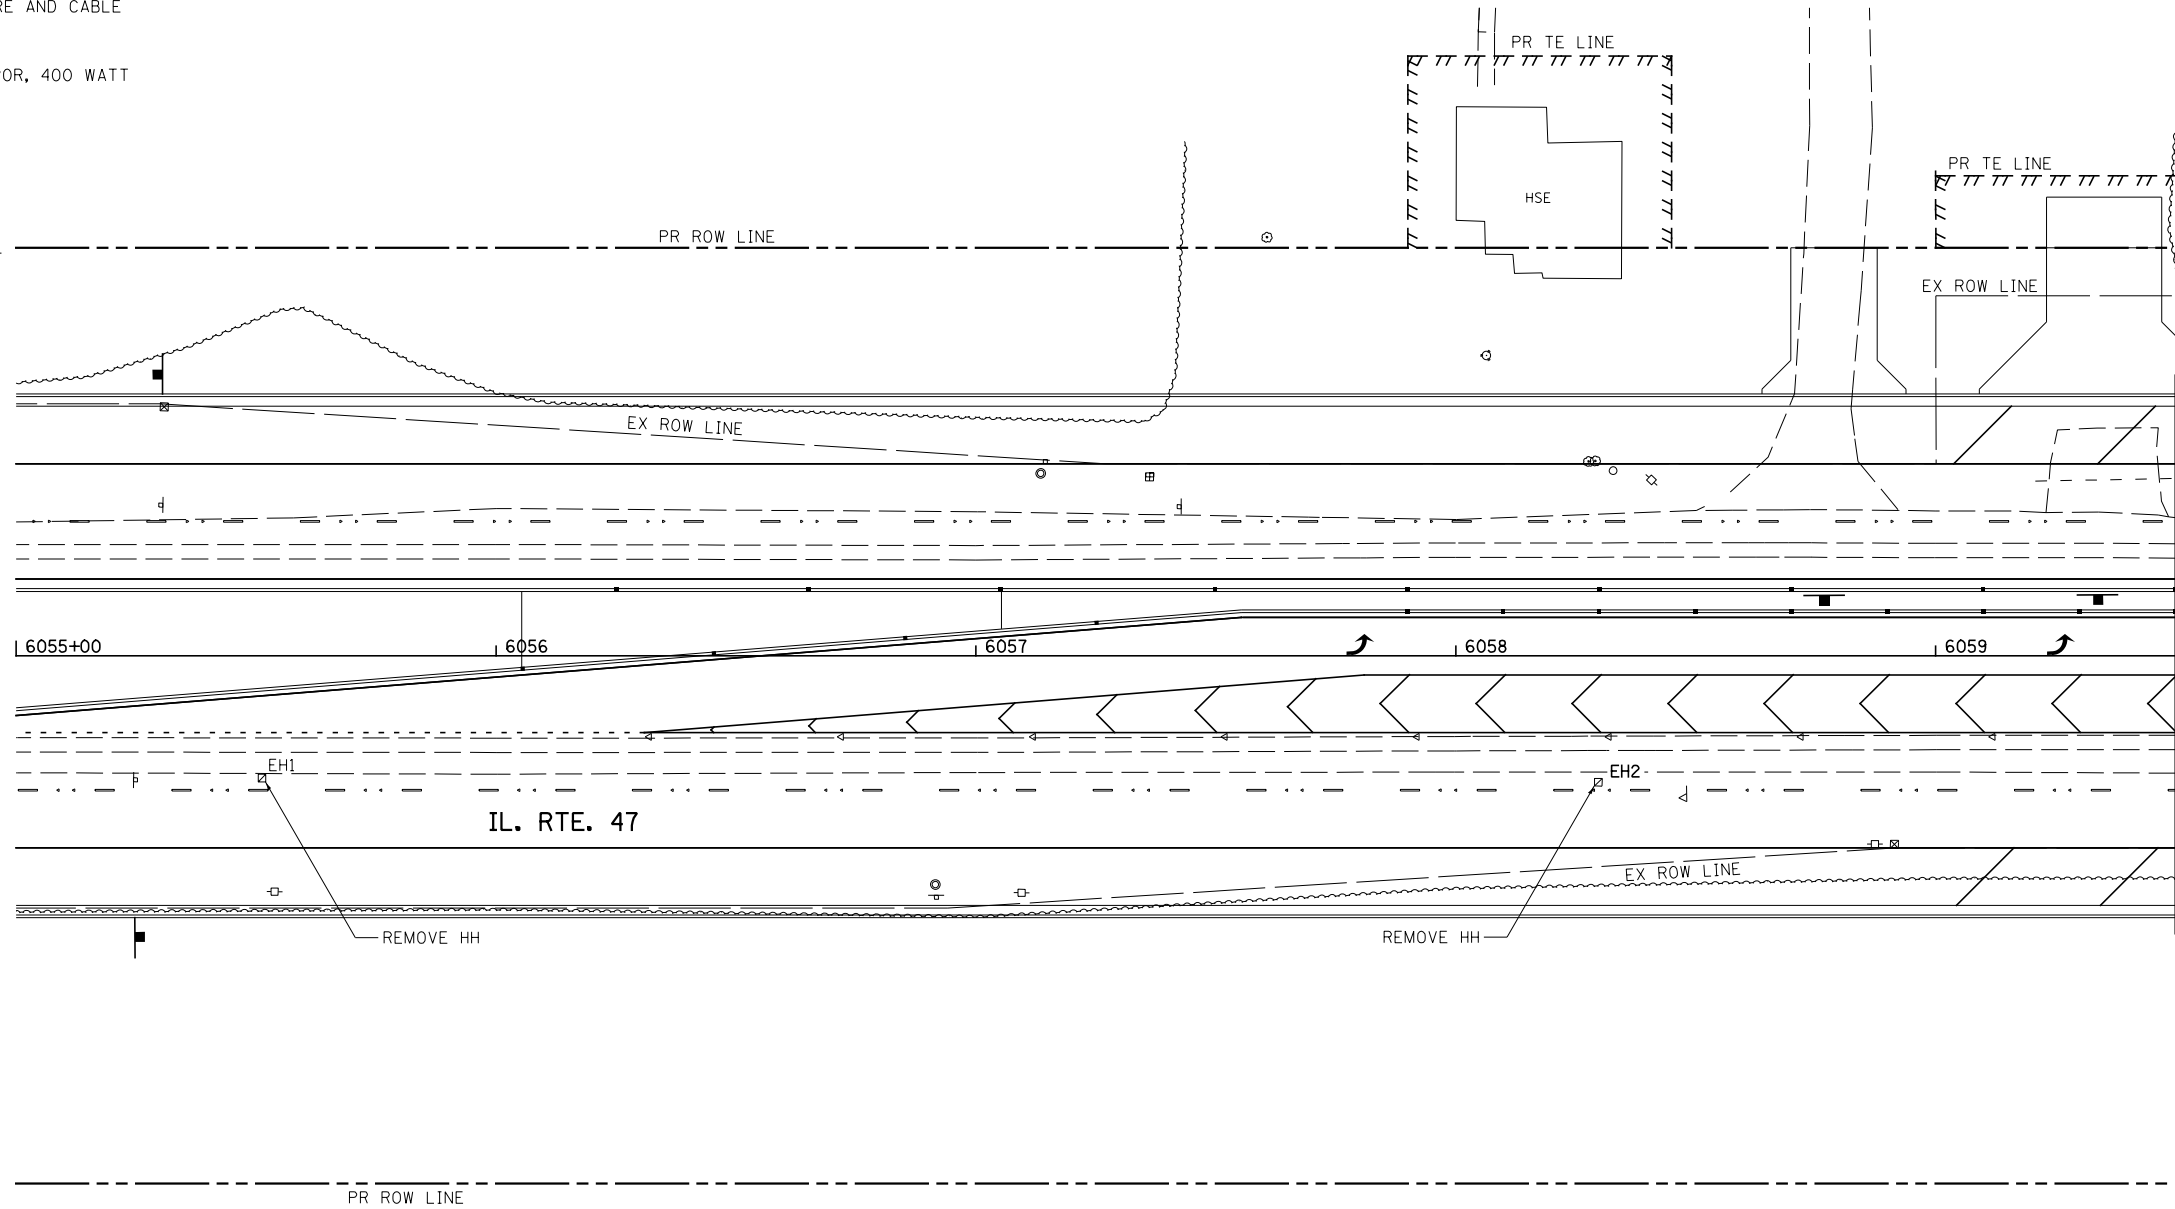 RE AND CABLE
OR, 400 WATT
PR TE LINE
PR TE LINE
HSE
PR ROW LINE
EX ROW LINE
EX ROW LINE
6055+00
6056
6057
6058
6059
EH1
EH2
IL. RTE. 47
EX ROW LINE
REMOVE HH
REMOVE HH
PR ROW LINE